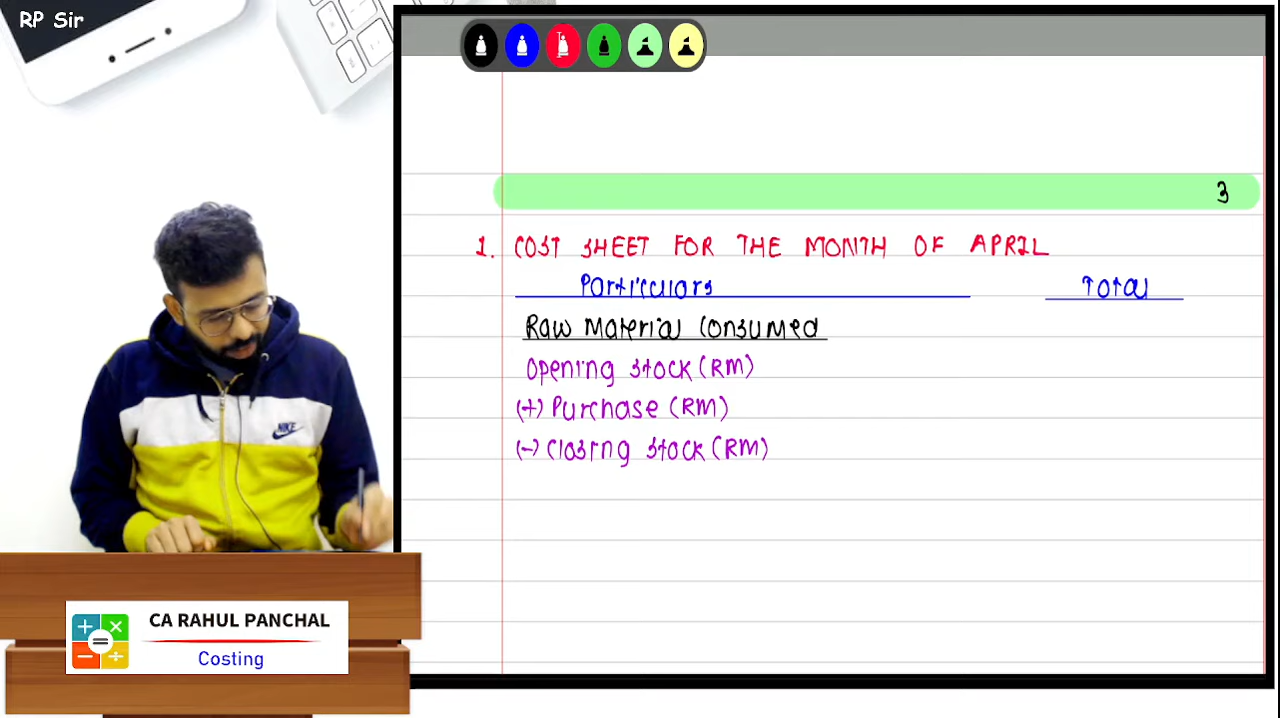 RP Sir
3
1. COST SHEET FOR THE MONTH OF APRIL
Particulars Total
Raw Material Consumed
Opening Stock (RM)
(+) Purchase (RM)
(-) Closing Stock (RM)
NIKE
CA RAHUL PANCHAL
Costing